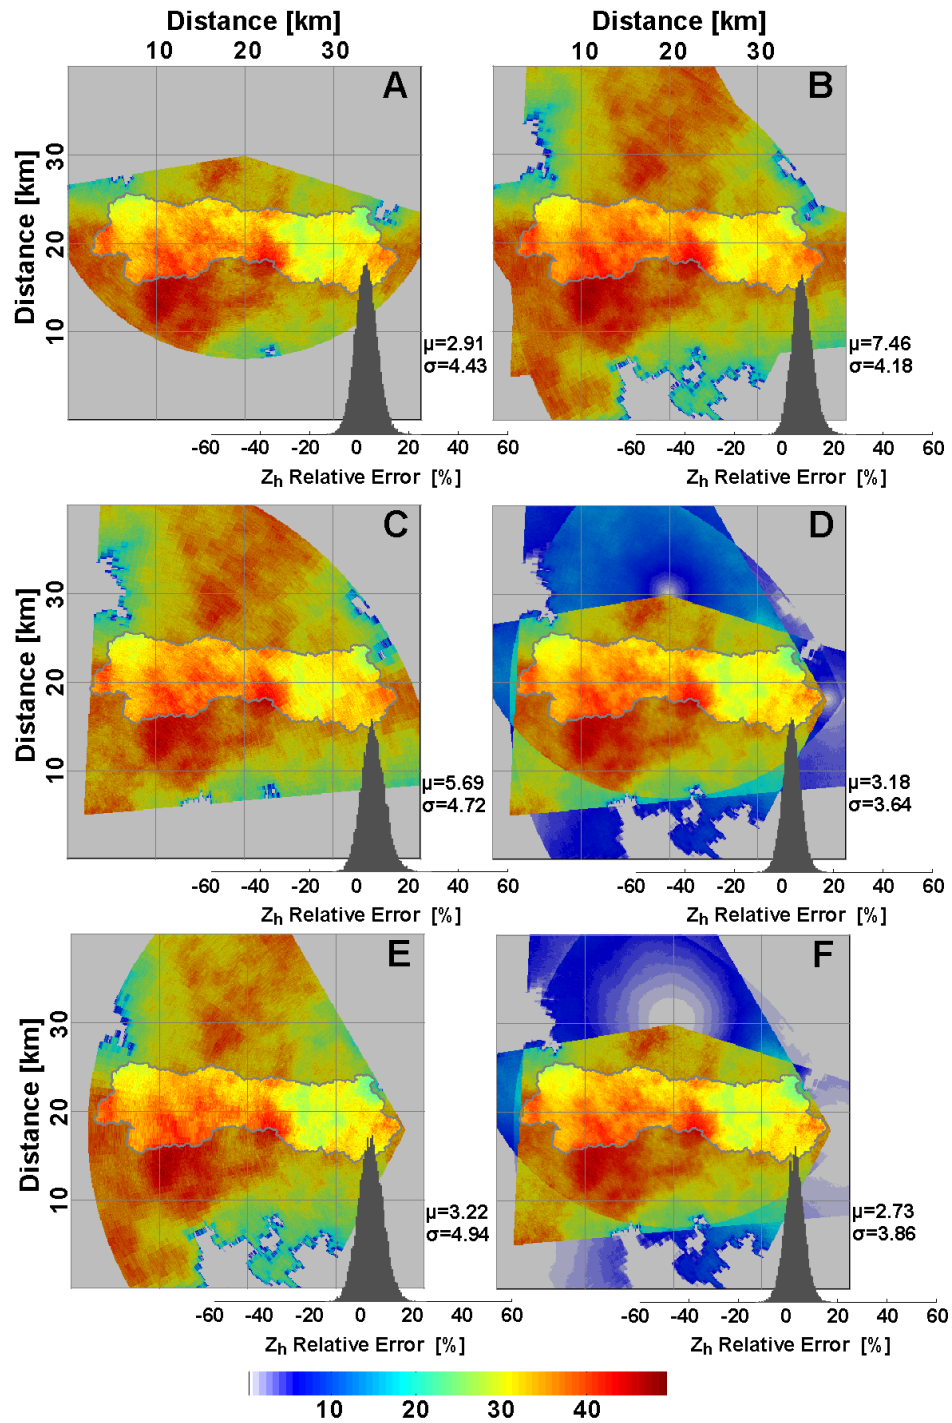 Distance [km]
Distance [km]
10 20 30
10 20 30
A
B
Distance [km]
30
20
10
μ=2.91
σ=4.43
μ=7.46
σ=4.18
-60 -40 -20 0 20 40 60
-60 -40 -20 0 20 40 60
Zh Relative Error [%]
Zh Relative Error [%]
C
D
Distance [km]
30
20
10
μ=5.69
σ=4.72
μ=3.18
σ=3.64
-60 -40 -20 0 20 40 60
-60 -40 -20 0 20 40 60
Zh Relative Error [%]
Zh Relative Error [%]
E
F
Distance [km]
30
20
10
μ=3.22
σ=4.94
μ=2.73
σ=3.86
-60 -40 -20 0 20 40 60
-60 -40 -20 0 20 40 60
Zh Relative Error [%]
Zh Relative Error [%]
10 20 30 40